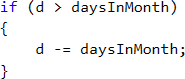 if (d > daysInMonth)
{
    d -= daysInMonth;
}